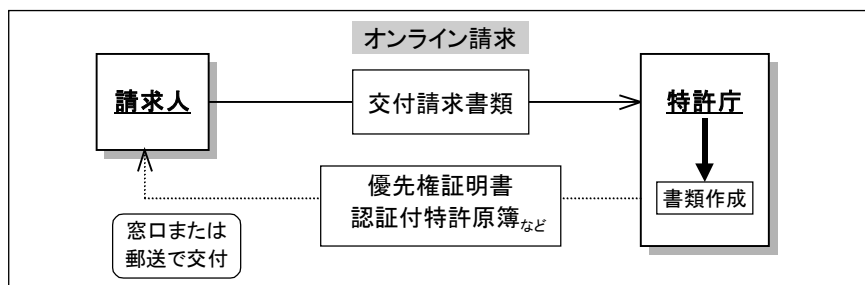 オンライン請求
請求人
交付請求書類
特許庁
優先権証明書
認証付特許原簿など
書類作成
窓口または
郵送で交付